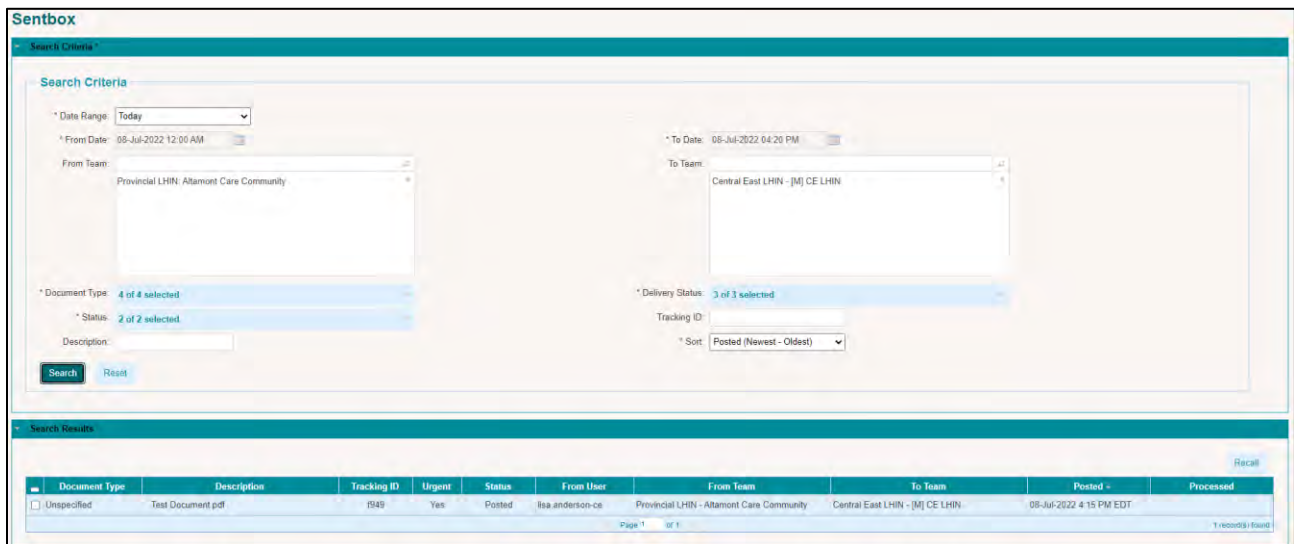 Sentbox
Search Criteria *
Search Criteria
* Date Range: Today
* From Date: 08-Jul-2022 12:00 AM * To Date: 08-Jul-2022 04:20 PM
From Team: To Team:
Provincial LHIN: Altamont Care Community Central East LHIN - [M] CE LHIN
* Document Type: 4 of 4 selected * Delivery Status: 3 of 3 selected
* Status: 2 of 2 selected Tracking ID:
Description: * Sort: Posted (Newest - Oldest)
Search Reset
Search Results
Recall
Document Type Description Tracking ID Urgent Status From User From Team To Team Posted Processed
Unspecified Test Document.pdf 1949 Yes Posted lisa.anderson-ce Provincial LHIN - Altamont Care Community Central East LHIN - [M] CE LHIN 08-Jul-2022 4:15 PM EDT
Page 1 of 1 1 record(s) found